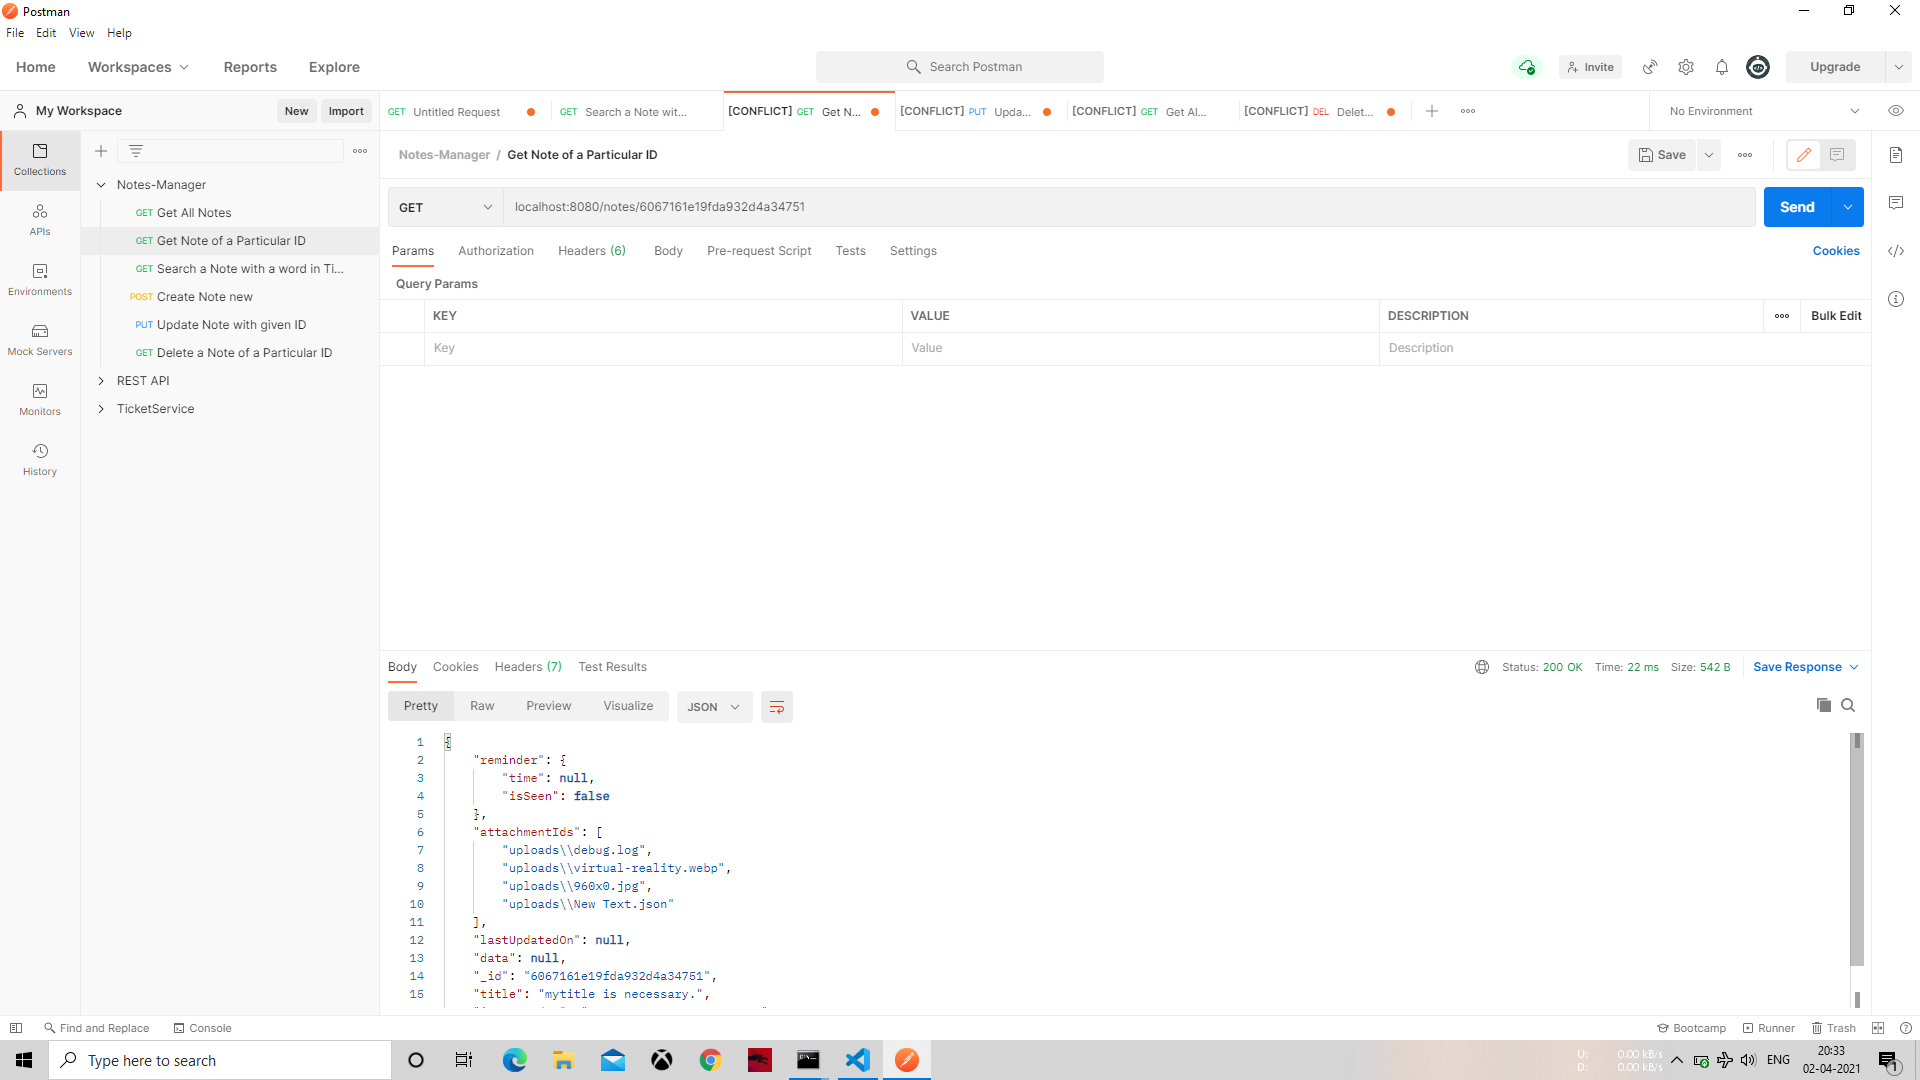 Postman
File Edit View Help
Home Workspaces Reports Explore Search Postman Invite Upgrade
My Workspace New Import
GET Untitled Request GET Search a Note wit... [CONFLICT] GET Get N... [CONFLICT] PUT Upda... [CONFLICT] GET Get Al... [CONFLICT] DEL Delet... No Environment
Notes-Manager / Get Note of a Particular ID Save
GET localhost:8080/notes/6067161e19fda932d4a34751 Send
Params Authorization Headers (6) Body Pre-request Script Tests Settings Cookies
Query Params
KEY VALUE DESCRIPTION Bulk Edit
Key Value Description
Collections
APIs
Environments
Mock Servers
Monitors
History
Notes-Manager
GET Get All Notes
GET Get Note of a Particular ID
GET Search a Note with a word in Ti...
POST Create Note new
PUT Update Note with given ID
GET Delete a Note of a Particular ID
REST API
TicketService
Body Cookies Headers (7) Test Results Status: 200 OK Time: 22 ms Size: 542 B Save Response
Pretty Raw Preview Visualize JSON
1 {
2 "reminder": {
3 "time": null,
4 "isSeen": false
5 },
6 "attachmentIds": [
7 "uploads\\debug.log",
8 "uploads\\virtual-reality.webp",
9 "uploads\\960x0.jpg",
10 "uploads\\New Text.json"
11 ],
12 "lastUpdatedOn": null,
13 "data": null,
14 "_id": "6067161e19fda932d4a34751",
15 "title": "mytitle is necessary.",
Find and Replace Console Bootcamp Runner Trash
Type here to search
U: 0.00 kB/s
D: 0.00 kB/s
ENG
20:33
02-04-2021
1